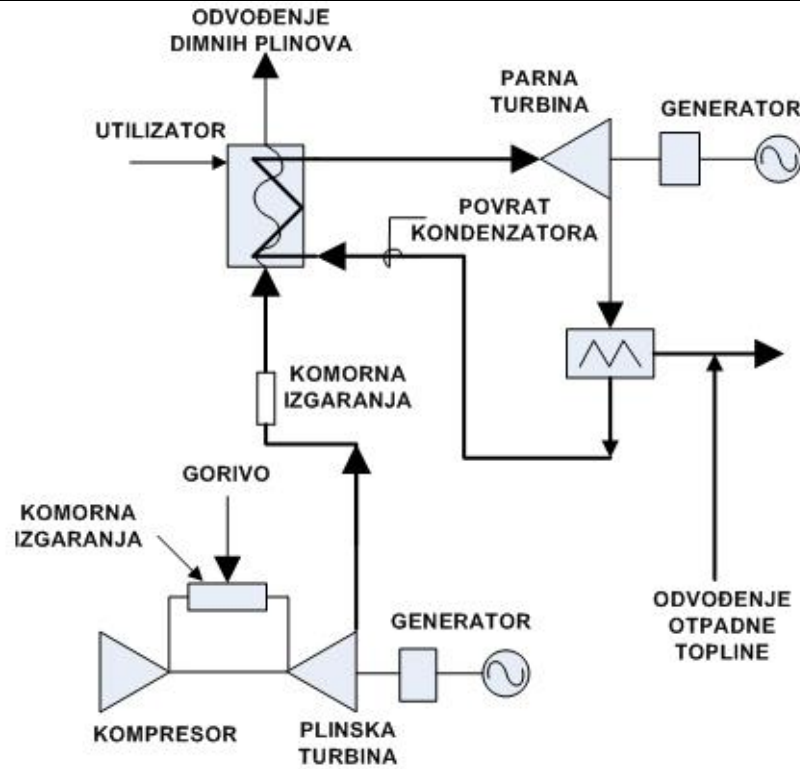 ODVOĐENJE
DIMNIH PLINOVA
PARNA
TURBINA
GENERATOR
UTILIZATOR
POVRAT
KONDENZATORA
KOMORNA
IZGARANJA
GORIVO
KOMORNA
IZGARANJA
GENERATOR
ODVOĐENJE
OTPADNE
TOPLINE
KOMPRESOR
PLINSKA
TURBINA